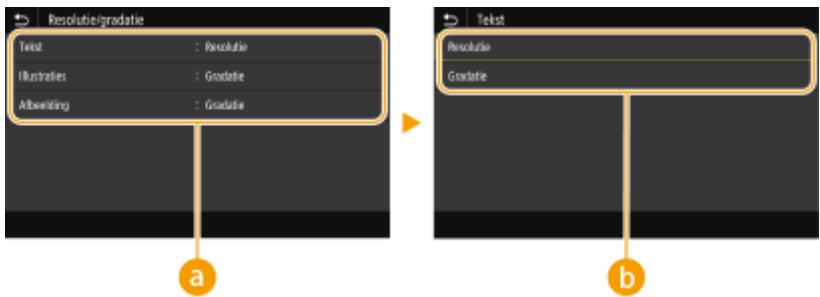 Resolutie/gradatie
Tekst : Resolutie
Illustraties : Gradatie
Afbeelding : Gradatie
a
Tekst
Resolutie
Gradatie
b